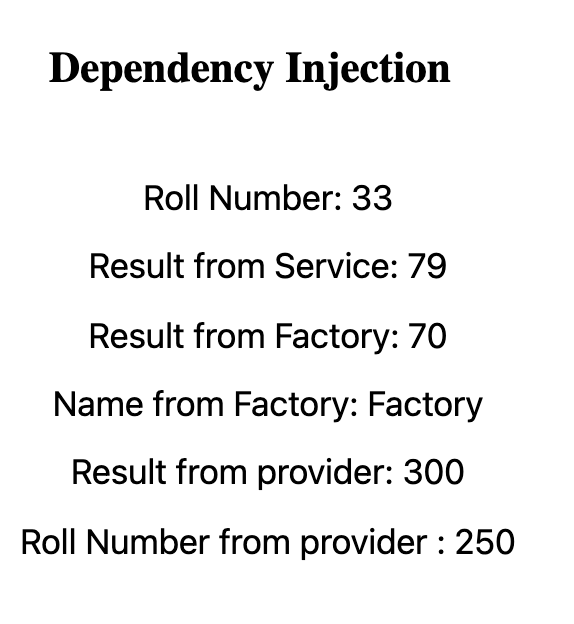 Dependency Injection
Roll Number: 33
Result from Service: 79
Result from Factory: 70
Name from Factory: Factory
Result from provider: 300
Roll Number from provider : 250